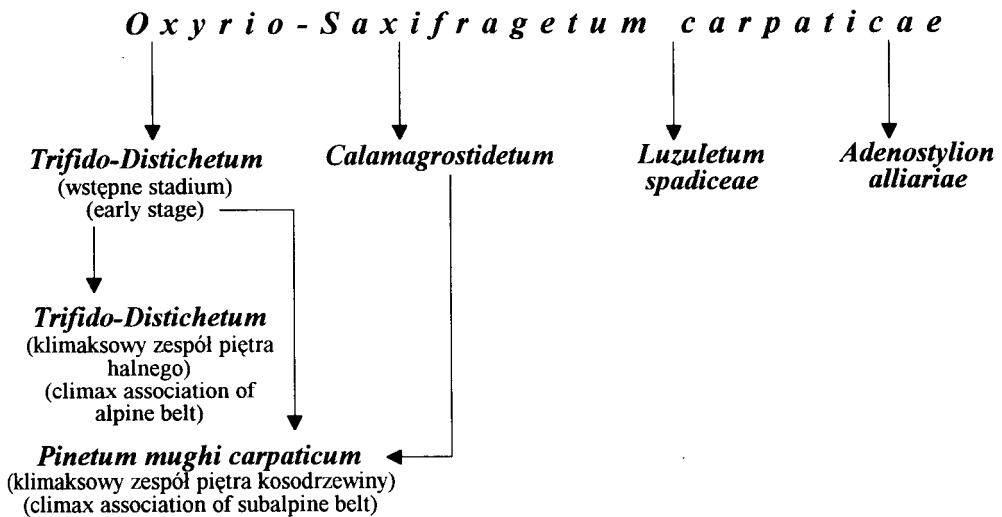 Oxyrio-Saxifragetum carpaticae
Trifido-Distichetum
(wstępne stadium)
(early stage)
Calamagrostidetum
Luzuletum
spadiceae
Adenostylion
alliariae
Trifido-Distichetum
(klimaksowy zespół piętra
halnego)
(climax association of
alpine belt)
Pinetum mughi carpaticum
(klimaksowy zespół piętra kosodrzewiny)
(climax association of subalpine belt)